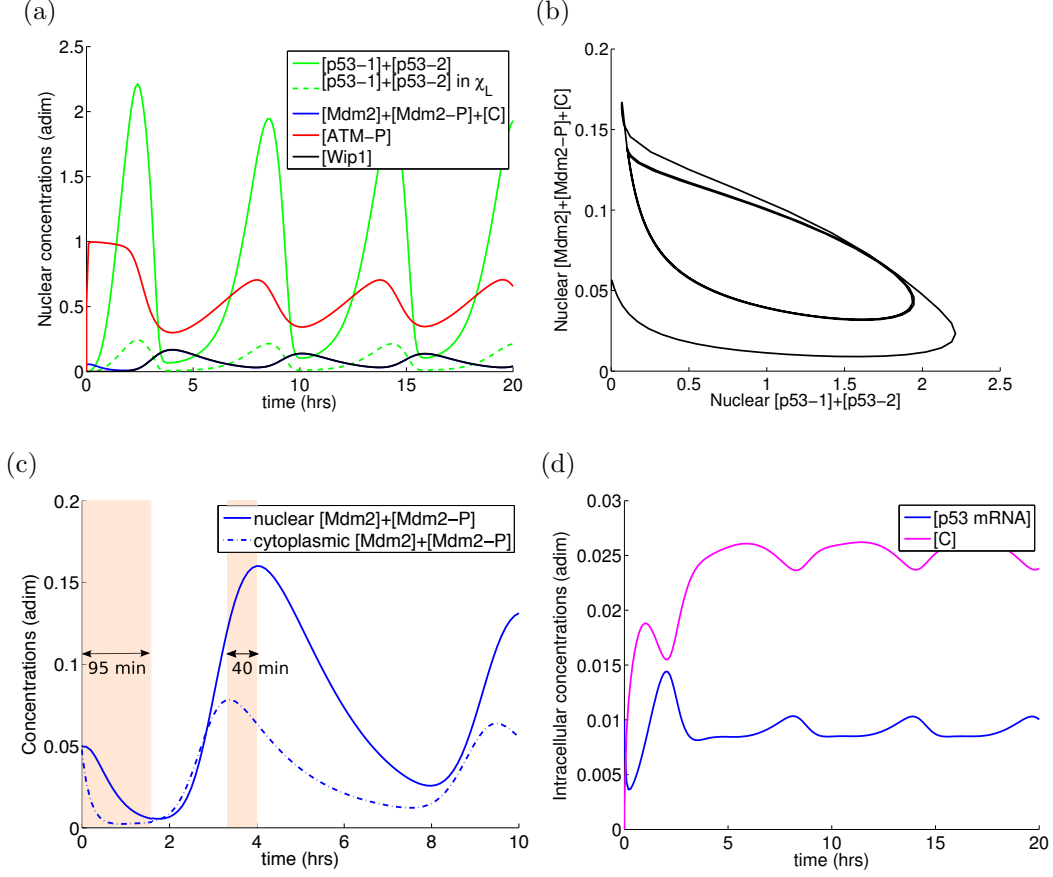 (a)
2.5
2
1.5
1
0.5
0
0
5
10
15
20
Nuclear concentrations (adim)
time (hrs)
[p53-1]+[p53-2]
[p53-1]+[p53-2] in χL
[Mdm2]+[Mdm2-P]+[C]
[ATM-P]
[Wip1]
(b)
0.2
0.15
0.1
0.05
0
0
0.5
1
1.5
2
2.5
Nuclear [Mdm2]+[Mdm2-P]+[C]
Nuclear [p53-1]+[p53-2]
(c)
0.2
0.15
0.1
0.05
0
0
2
4
6
8
10
Concentrations (adim)
time (hrs)
nuclear [Mdm2]+[Mdm2-P]
cytoplasmic [Mdm2]+[Mdm2-P]
95 min
40 min
(d)
0.03
0.025
0.02
0.015
0.01
0.005
0
0
5
10
15
20
Intracellular concentrations (adim)
time (hrs)
[p53 mRNA]
[C]